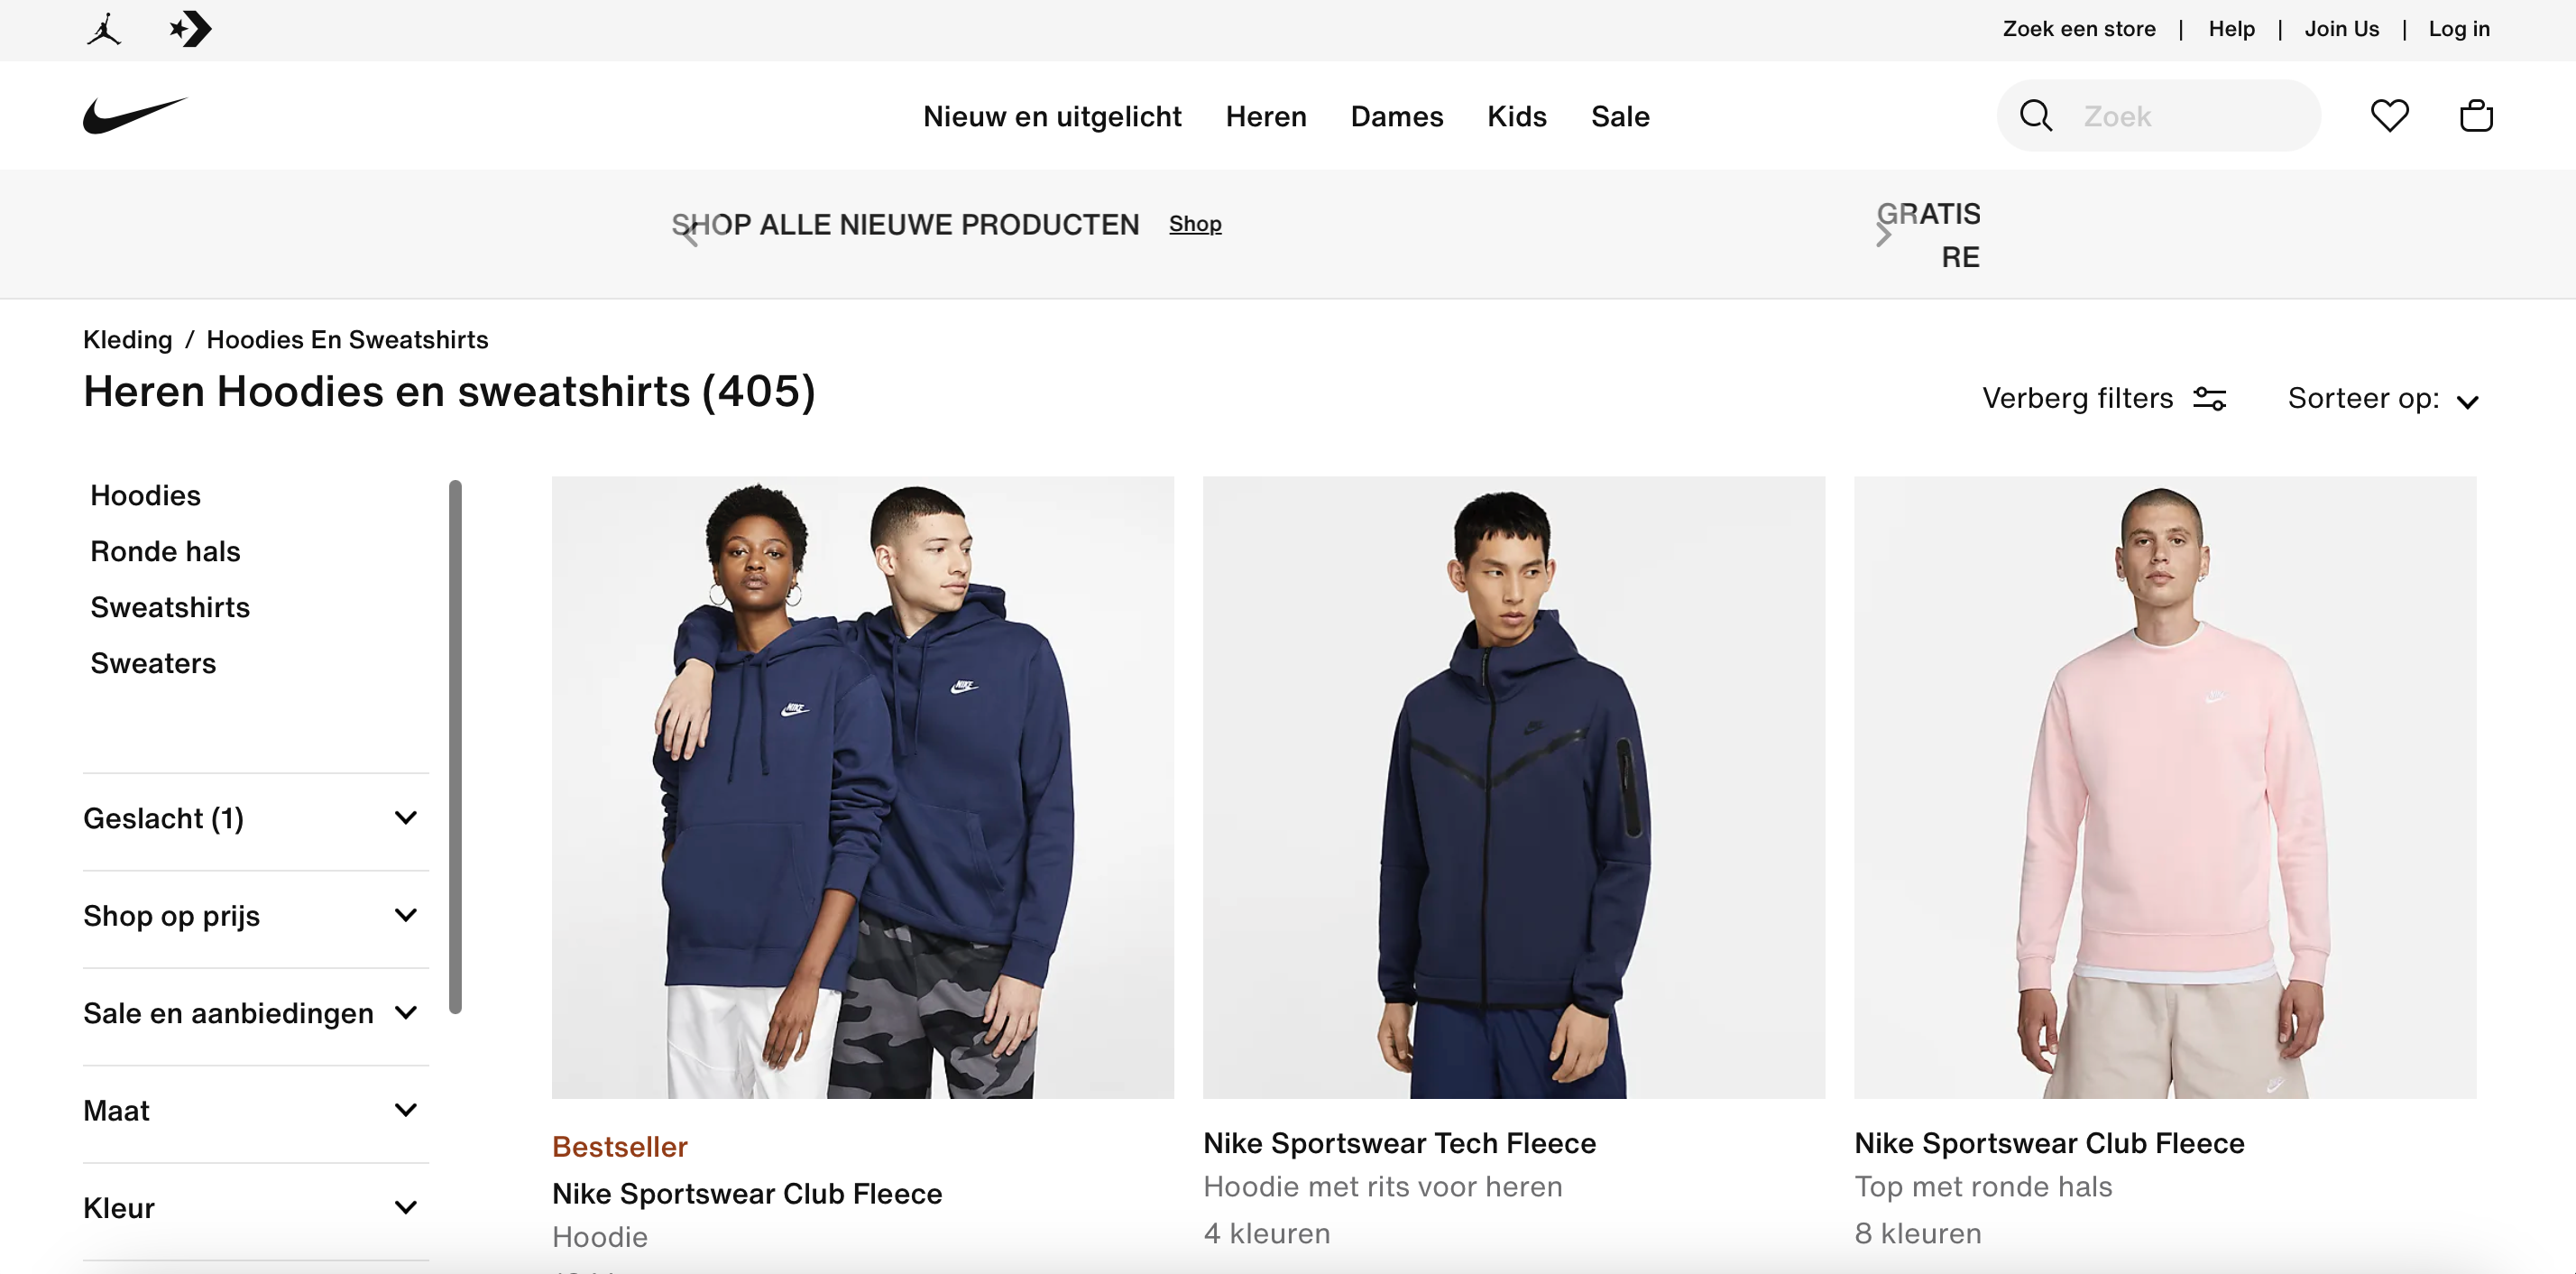 Zoek een store | Help | Join Us | Log in
Nieuw en uitgelicht Heren Dames Kids Sale
Zoek
SHOP ALLE NIEUWE PRODUCTEN Shop
GRATIS
RE
Kleding / Hoodies En Sweatshirts
Heren Hoodies en sweatshirts (405)
Verberg filters Sorteer op:
Hoodies
Ronde hals
Sweatshirts
Sweaters
Geslacht (1)
Shop op prijs
Sale en aanbiedingen
Maat
Kleur
NIKE
NIKE
Bestseller
Nike Sportswear Club Fleece
Hoodie
Nike Sportswear Tech Fleece
Hoodie met rits voor heren
4 kleuren
Nike Sportswear Club Fleece
Top met ronde hals
8 kleuren